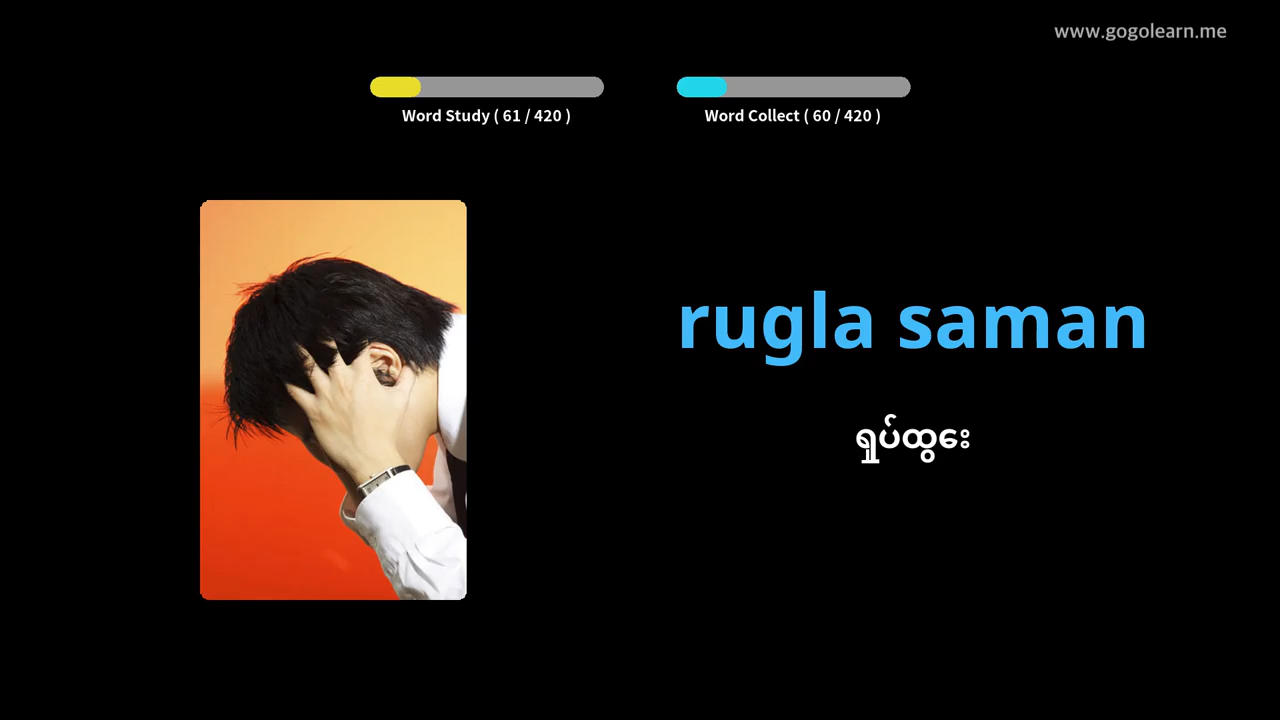 www.gogolearn.me
Word Study ( 61 / 420 )
Word Collect ( 60 / 420 )
rugla saman
ရှုပ်ထွေး